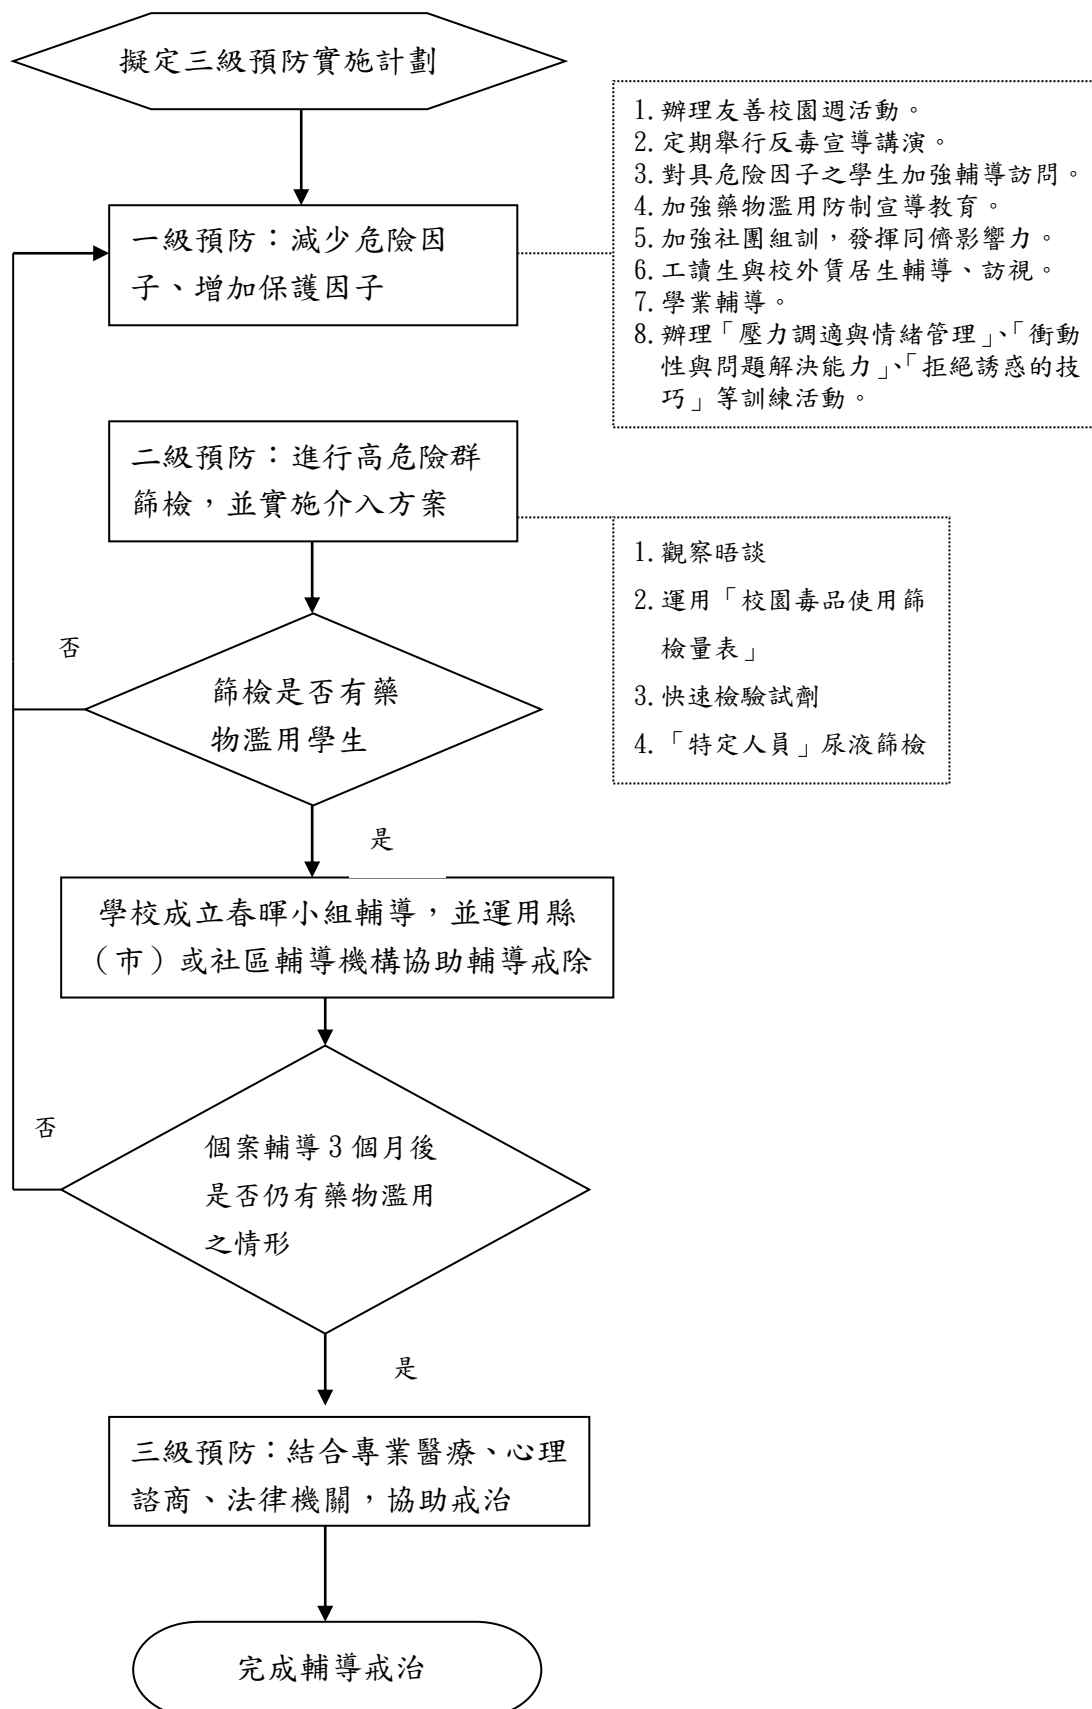 擬定三級預防實施計劃
1.辦理友善校園週活動。
2.定期舉行反毒宣導講演。
3.對具危險因子之學生加強輔導訪問。
4.加強藥物濫用防制宣導教育。
5.加強社團組訓，發揮同儕影響力。
6.工讀生與校外賃居生輔導、訪視。
7.學業輔導。
8.辦理「壓力調適與情緒管理」、「衝動
性與問題解決能力」、「拒絕誘惑的技
巧」等訓練活動。
一級預防：減少危險因
子、增加保護因子
二級預防：進行高危險群
篩檢，並實施介入方案
1.觀察晤談
2.運用「校園毒品使用篩
檢量表」
3.快速檢驗試劑
4.「特定人員」尿液篩檢
否
篩檢是否有藥
物濫用學生
是
學校成立春暉小組輔導，並運用縣
（市）或社區輔導機構協助輔導戒除
否
個案輔導3個月後
是否仍有藥物濫用
之情形
是
三級預防：結合專業醫療、心理
諮商、法律機關，協助戒治
完成輔導戒治